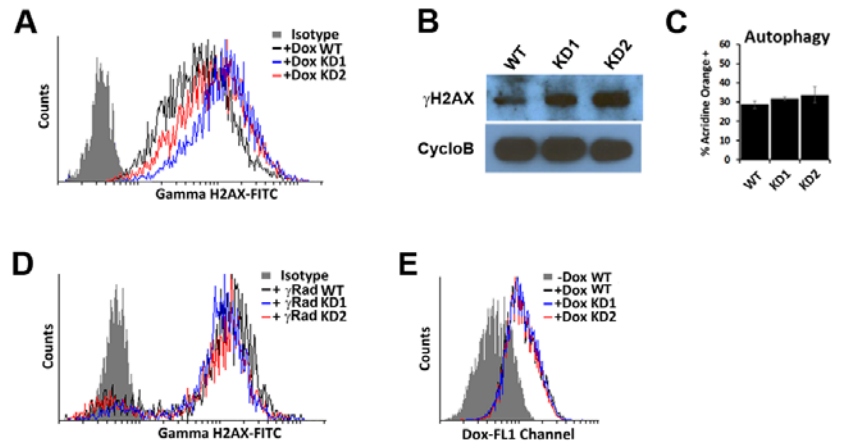 A
Isotype
+Dox WT
+Dox KD1
+Dox KD2
Counts
Gamma H2AX-FITC
B
WT
KD1
KD2
γH2AX
CycloB
C
Autophagy
% Acridine Orange +
60
50
40
30
20
10
0
WT
KD1
KD2
D
Isotype
+ γRad WT
+ γRad KD1
+ γRad KD2
Counts
Gamma H2AX-FITC
E
-Dox WT
+Dox WT
+Dox KD1
+Dox KD2
Counts
Dox-FL1 Channel